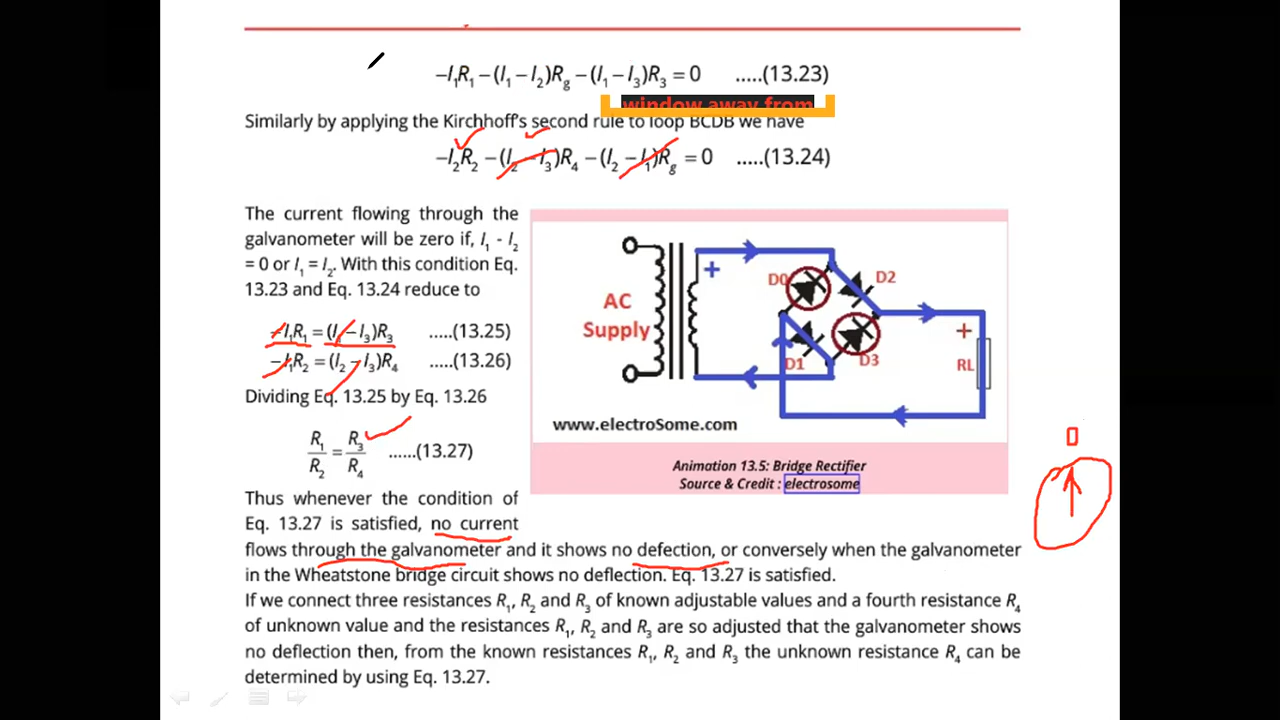 −I₁R₁ − (I₁ − I₂)Rg − (I₁ − I₃)R₃ = 0 .....(13.23)
window away from
Similarly by applying the Kirchhoff's second rule to loop BCDB we have
−I₂R₂ − (I₂ − I₃)R₄ − (I₂ − I₁)Rg = 0 .....(13.24)
The current flowing through the
galvanometer will be zero if, I₁ - I₂
= 0 or I₁ = I₂. With this condition Eq.
13.23 and Eq. 13.24 reduce to
−I₁R₁ = (I₁ − I₃)R₃ .....(13.25)
−I₁R₂ = (I₂ − I₃)R₄ .....(13.26)
Dividing Eq. 13.25 by Eq. 13.26
R₁/R₂ = R₃/R₄ ......(13.27)
Thus whenever the condition of
Eq. 13.27 is satisfied, no current
AC
Supply
+
D0
D2
D1
D3
+
RL
www.electroSome.com
Animation 13.5: Bridge Rectifier
Source & Credit : electrosome
0
flows through the galvanometer and it shows no defection, or conversely when the galvanometer
in the Wheatstone bridge circuit shows no deflection. Eq. 13.27 is satisfied.
If we connect three resistances R₁, R₂ and R₃ of known adjustable values and a fourth resistance R₄
of unknown value and the resistances R₁, R₂ and R₃ are so adjusted that the galvanometer shows
no deflection then, from the known resistances R₁, R₂ and R₃ the unknown resistance R₄ can be
determined by using Eq. 13.27.